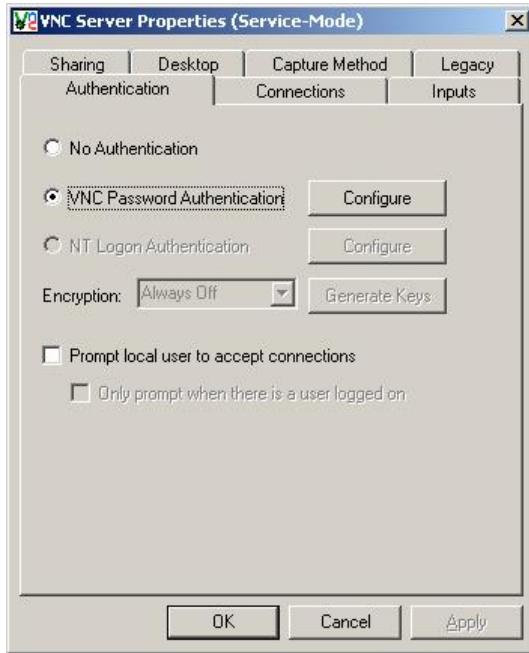 VNC Server Properties (Service-Mode)
Sharing Desktop Capture Method Legacy
Authentication Connections Inputs
No Authentication
VNC Password Authentication Configure
NT Logon Authentication Configure
Encryption: Always Off Generate Keys
Prompt local user to accept connections
Only prompt when there is a user logged on
OK Cancel Apply